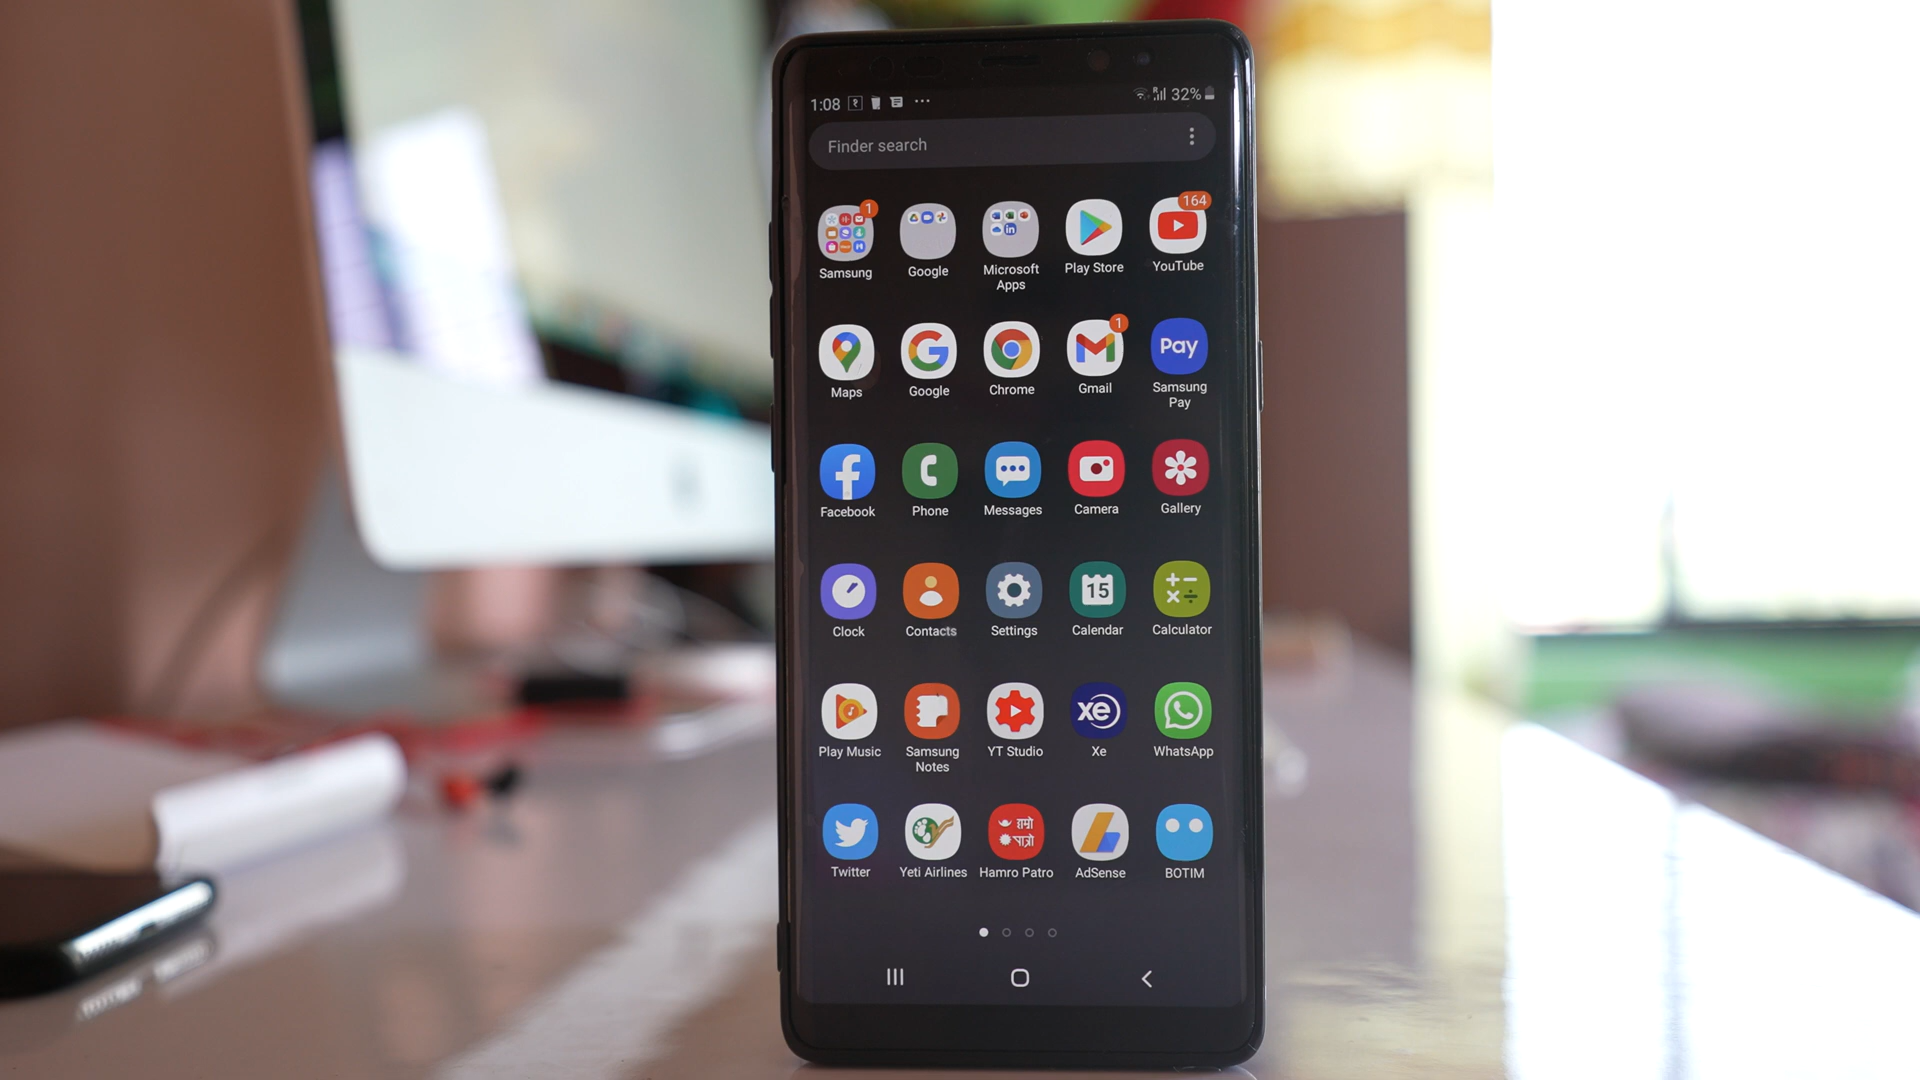 1:08 32%
Finder search
1 164
Samsung Google Microsoft Play Store YouTube
Apps
1
Pay
Maps Google Chrome Gmail Samsung
Pay
Facebook Phone Messages Camera Gallery
15
Clock Contacts Settings Calendar Calculator
xe
Play Music Samsung YT Studio Xe WhatsApp
Notes
हाम्रो
पात्रो
Twitter Yeti Airlines Hamro Patro AdSense BOTIM